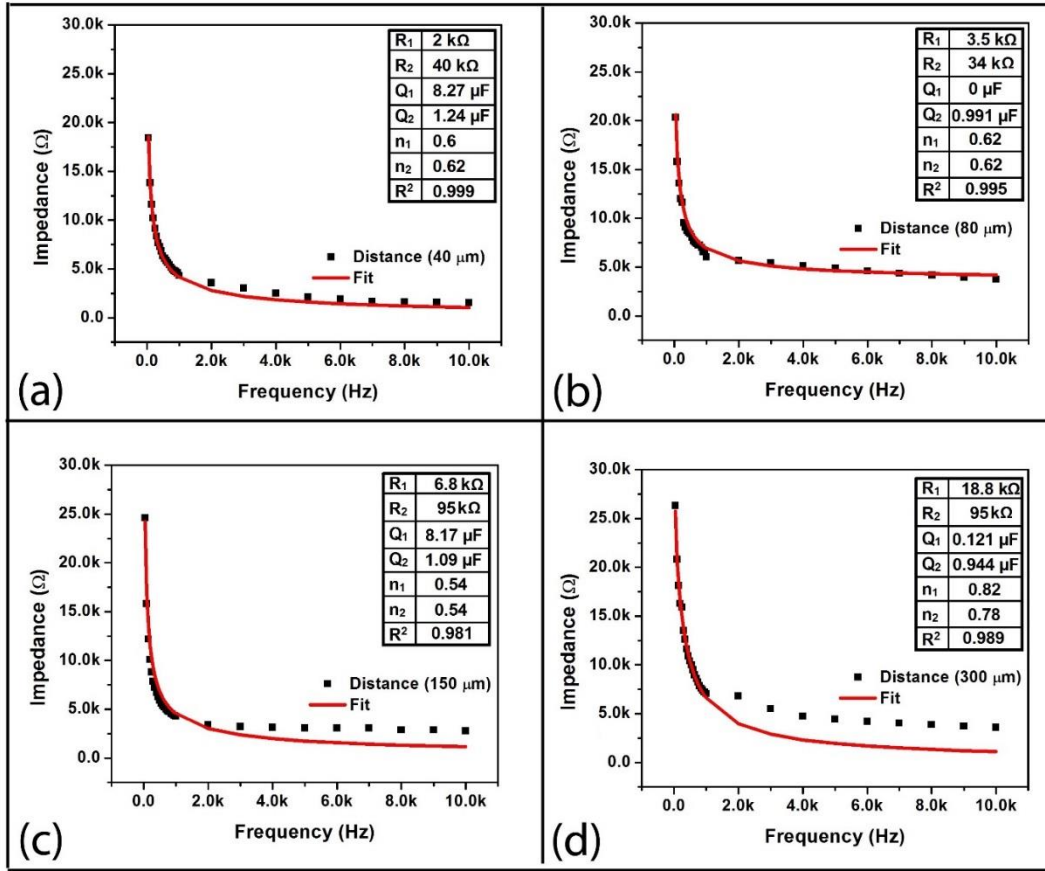 30.0k
25.0k
20.0k
15.0k
10.0k
5.0k
0.0
Impedance (Ω)
R₁ 2 kΩ
R₂ 40 kΩ
Q₁ 8.27 µF
Q₂ 1.24 µF
n₁ 0.6
n₂ 0.62
R² 0.999
Distance (40 µm)
Fit
0.0 2.0k 4.0k 6.0k 8.0k 10.0k
Frequency (Hz)
(a)
30.0k
25.0k
20.0k
15.0k
10.0k
5.0k
0.0
Impedance (Ω)
R₁ 3.5 kΩ
R₂ 34 kΩ
Q₁ 0 µF
Q₂ 0.991 µF
n₁ 0.62
n₂ 0.62
R² 0.995
Distance (80 µm)
Fit
0.0 2.0k 4.0k 6.0k 8.0k 10.0k
Frequency (Hz)
(b)
30.0k
25.0k
20.0k
15.0k
10.0k
5.0k
0.0
Impedance (Ω)
R₁ 6.8 kΩ
R₂ 95kΩ
Q₁ 8.17 µF
Q₂ 1.09 µF
n₁ 0.54
n₂ 0.54
R² 0.981
Distance (150 µm)
Fit
0.0 2.0k 4.0k 6.0k 8.0k 10.0k
Frequency (Hz)
(c)
30.0k
25.0k
20.0k
15.0k
10.0k
5.0k
0.0
Impedance (Ω)
R₁ 18.8 kΩ
R₂ 95kΩ
Q₁ 0.121 µF
Q₂ 0.944 µF
n₁ 0.82
n₂ 0.78
R² 0.989
Distance (300 µm)
Fit
0.0 2.0k 4.0k 6.0k 8.0k 10.0k
Frequency (Hz)
(d)